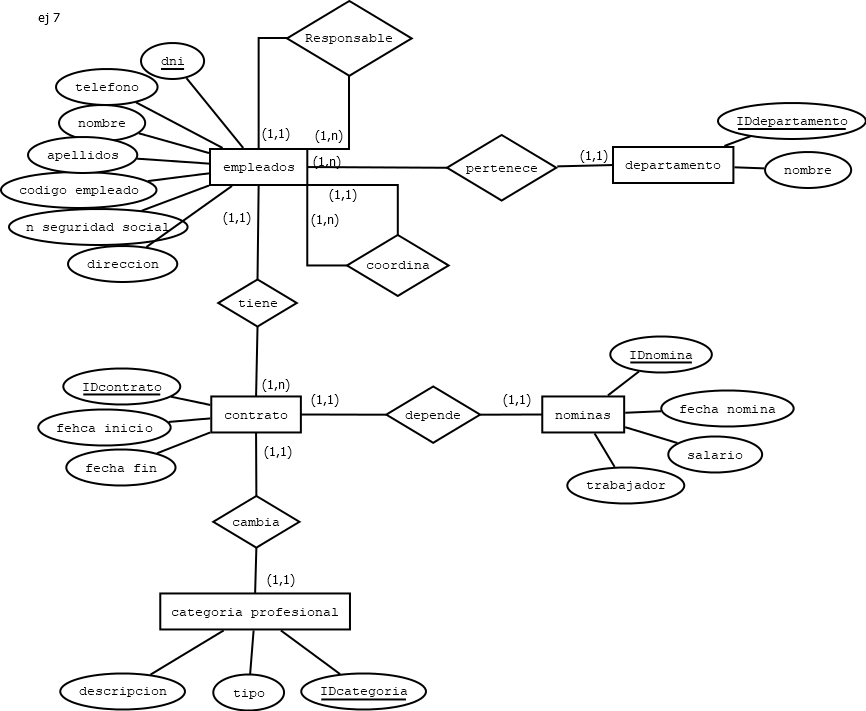 ej 7
Responsable
dni
telefono
nombre
apellidos
codigo empleado
n seguridad social
direccion
(1,1)
(1,n)
empleados
(1,n)
pertenece
(1,1)
departamento
IDdepartamento
nombre
(1,1)
(1,n)
(1,1)
coordina
tiene
(1,n)
IDcontrato
fehca inicio
fecha fin
contrato
(1,1)
depende
(1,1)
nominas
IDnomina
fecha nomina
salario
trabajador
(1,1)
cambia
(1,1)
categoria profesional
descripcion
tipo
IDcategoria